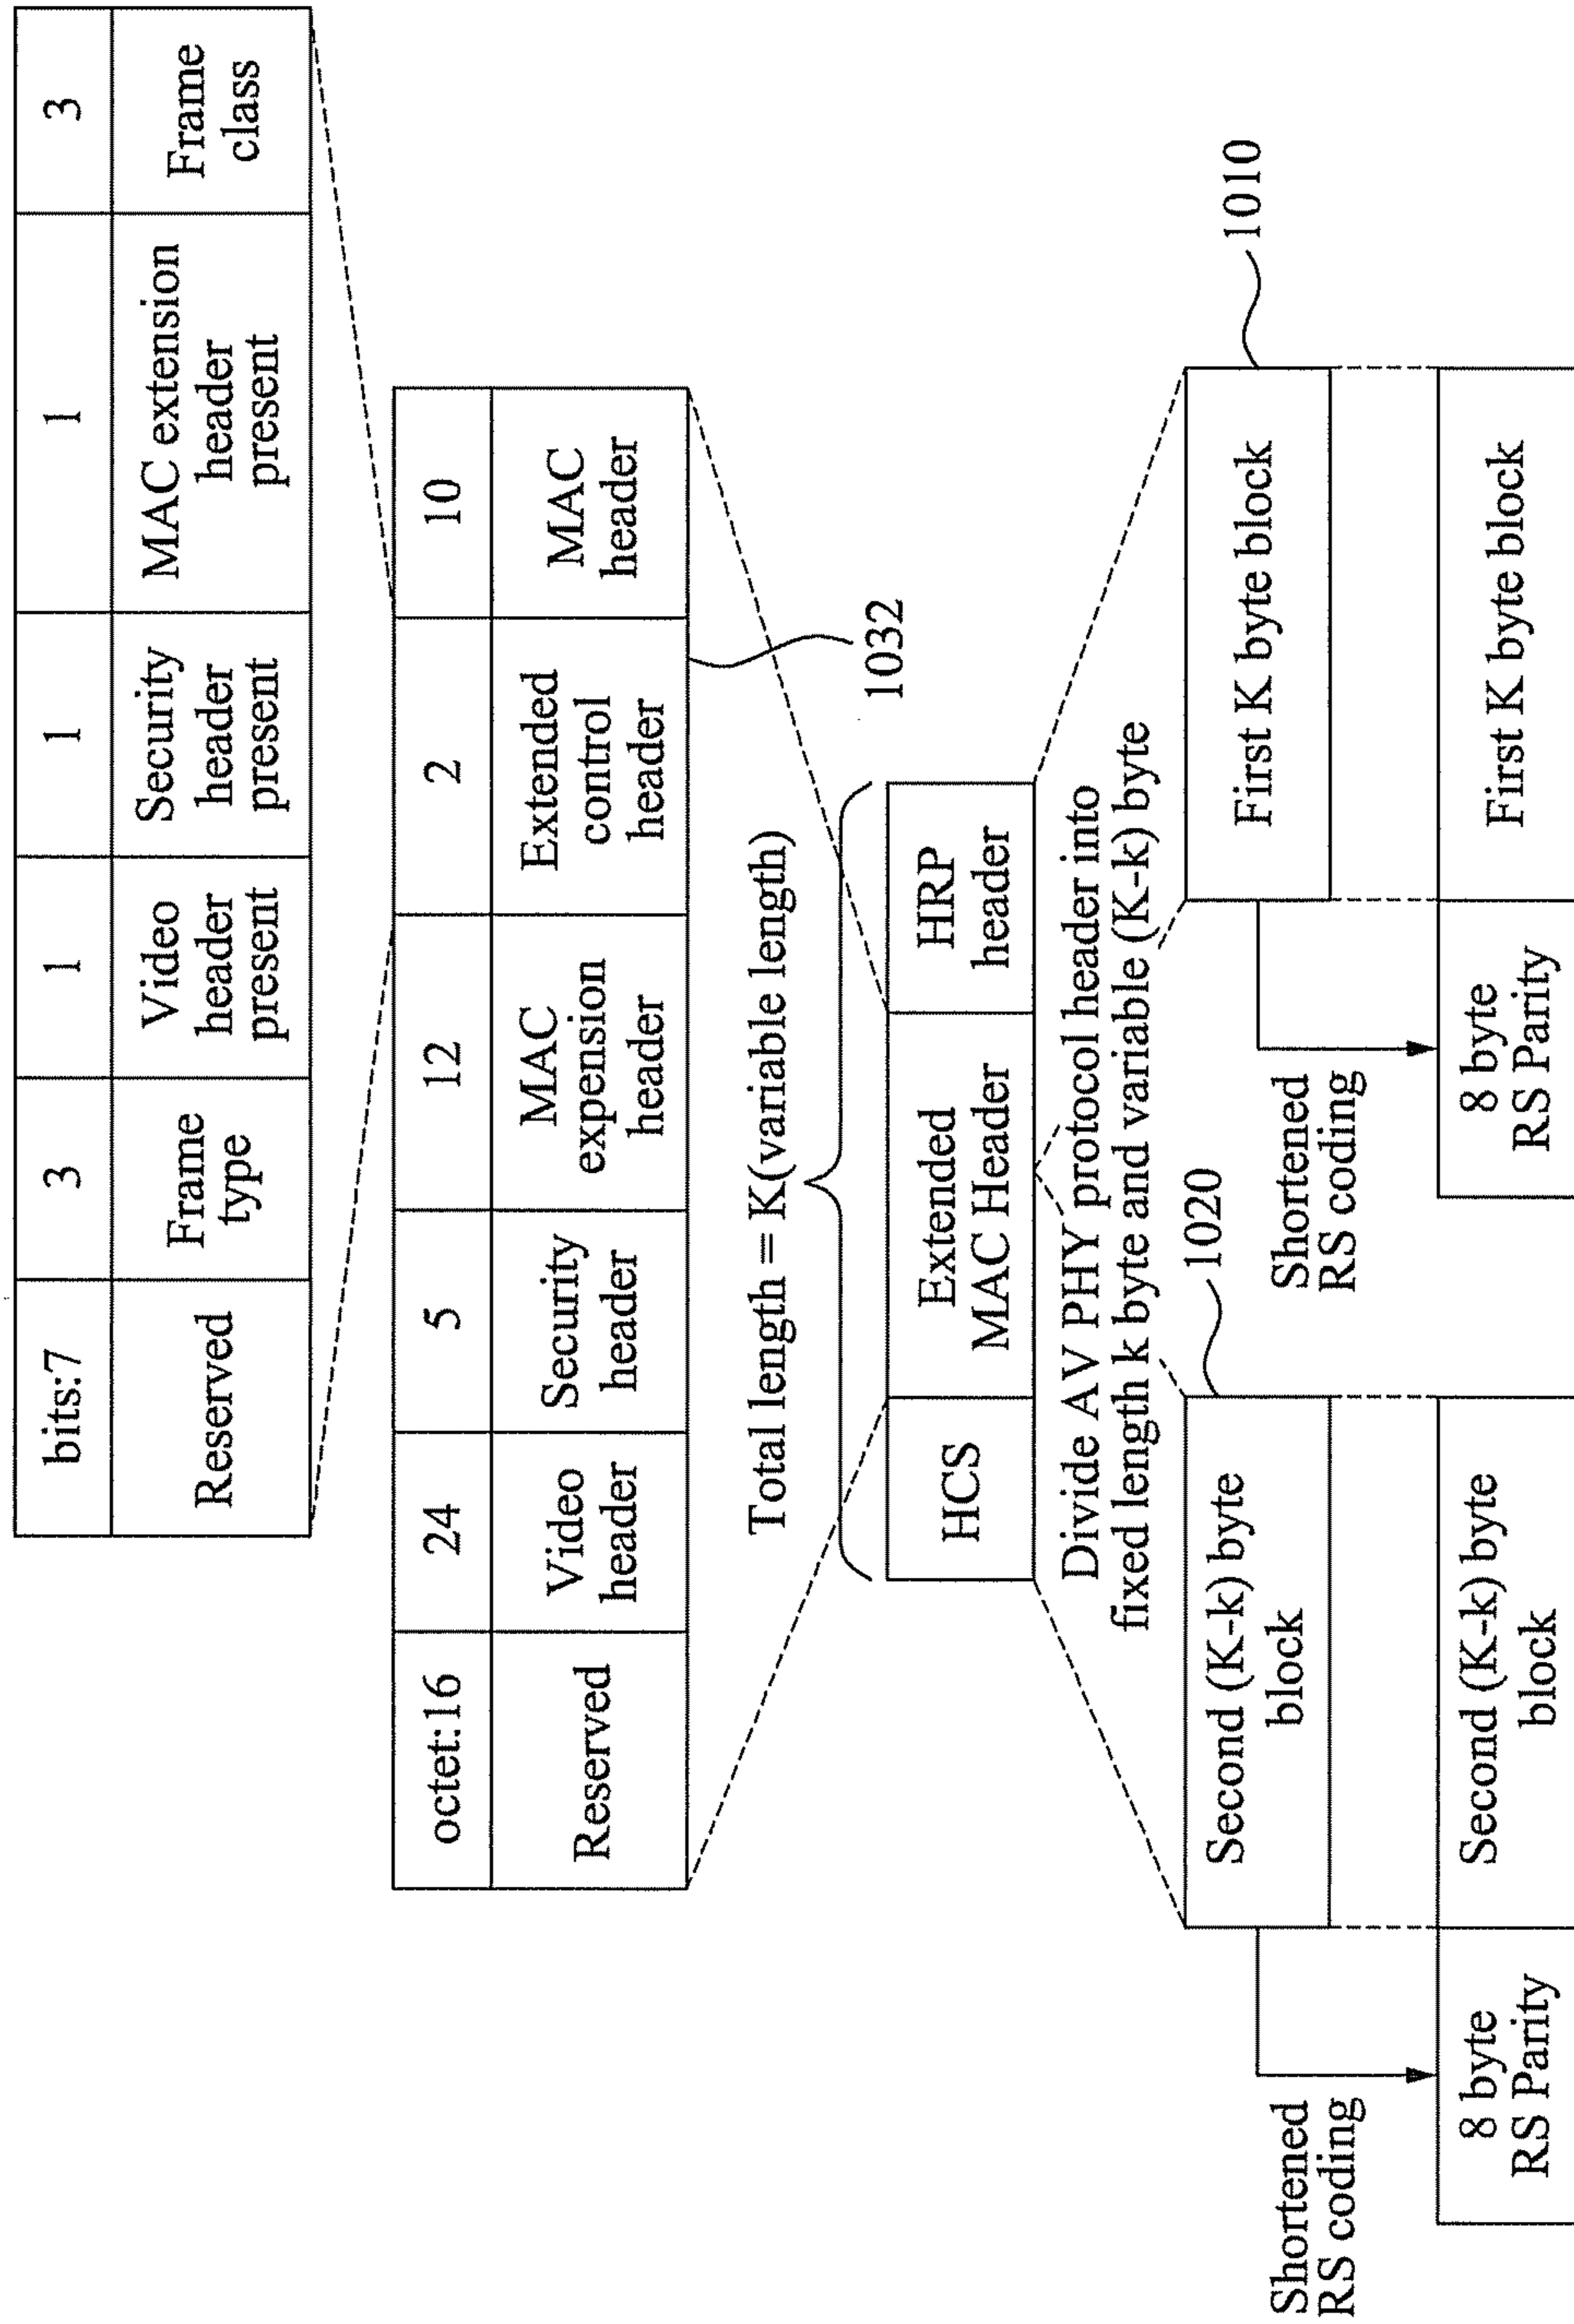 bits:7
3
1
1
1
3
Reserved
Frame
type
Video
header
present
Security
header
present
MAC extension
header
present
Frame
class
octet:16
24
5
12
2
10
Reserved
Video
header
Security
header
MAC
expension
header
Extended
control
header
MAC
header
1032
Total length = K(variable length)
HCS
Extended
MAC Header
HRP
header
Divide AV PHY protocol header into
fixed length k byte and variable (K-k) byte
1020
1010
Second (K-k) byte
block
First K byte block
Shortened
RS coding
Shortened
RS coding
8 byte
RS Parity
Second (K-k) byte
block
8 byte
RS Parity
First K byte block